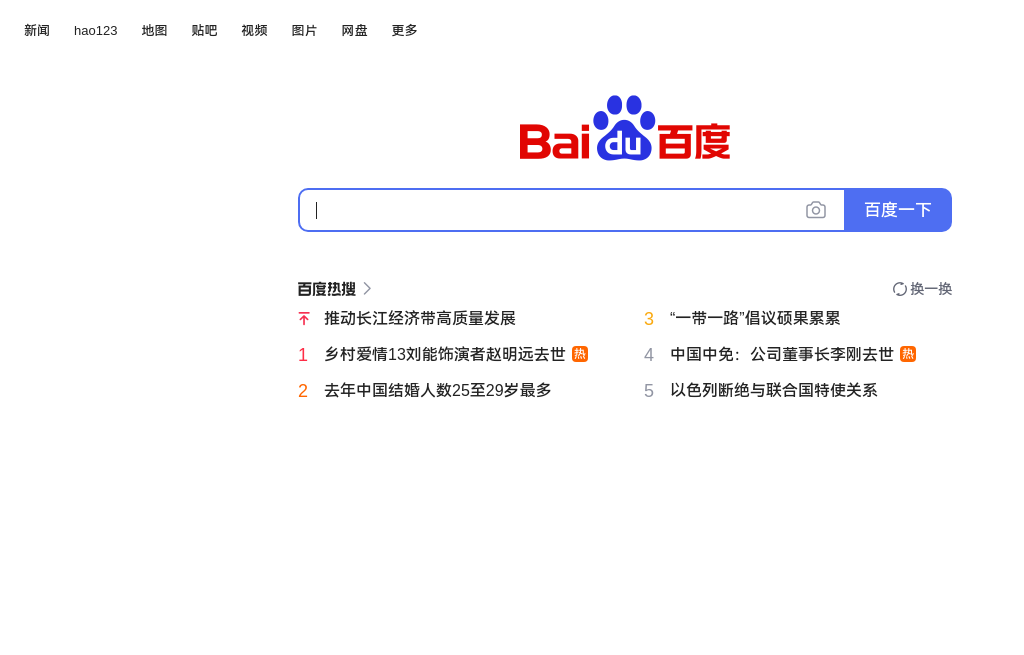 新闻 hao123 地图 贴吧 视频 图片 网盘 更多
Baidu百度
百度一下
百度热搜 换一换
推动长江经济带高质量发展
1 乡村爱情13刘能饰演者赵明远去世 热
2 去年中国结婚人数25至29岁最多
3 “一带一路”倡议硕果累累
4 中国中免：公司董事长李刚去世 热
5 以色列断绝与联合国特使关系